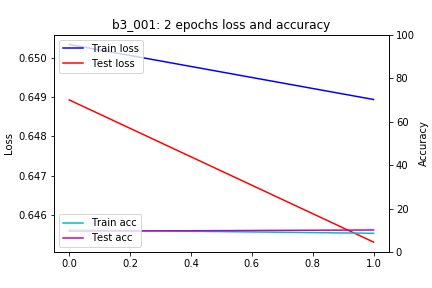 b3_001: 2 epochs loss and accuracy
Train loss
Test loss
Train acc
Test acc
Loss
0.650
0.649
0.648
0.647
0.646
Accuracy
100
80
60
40
20
0
0.0 0.2 0.4 0.6 0.8 1.0